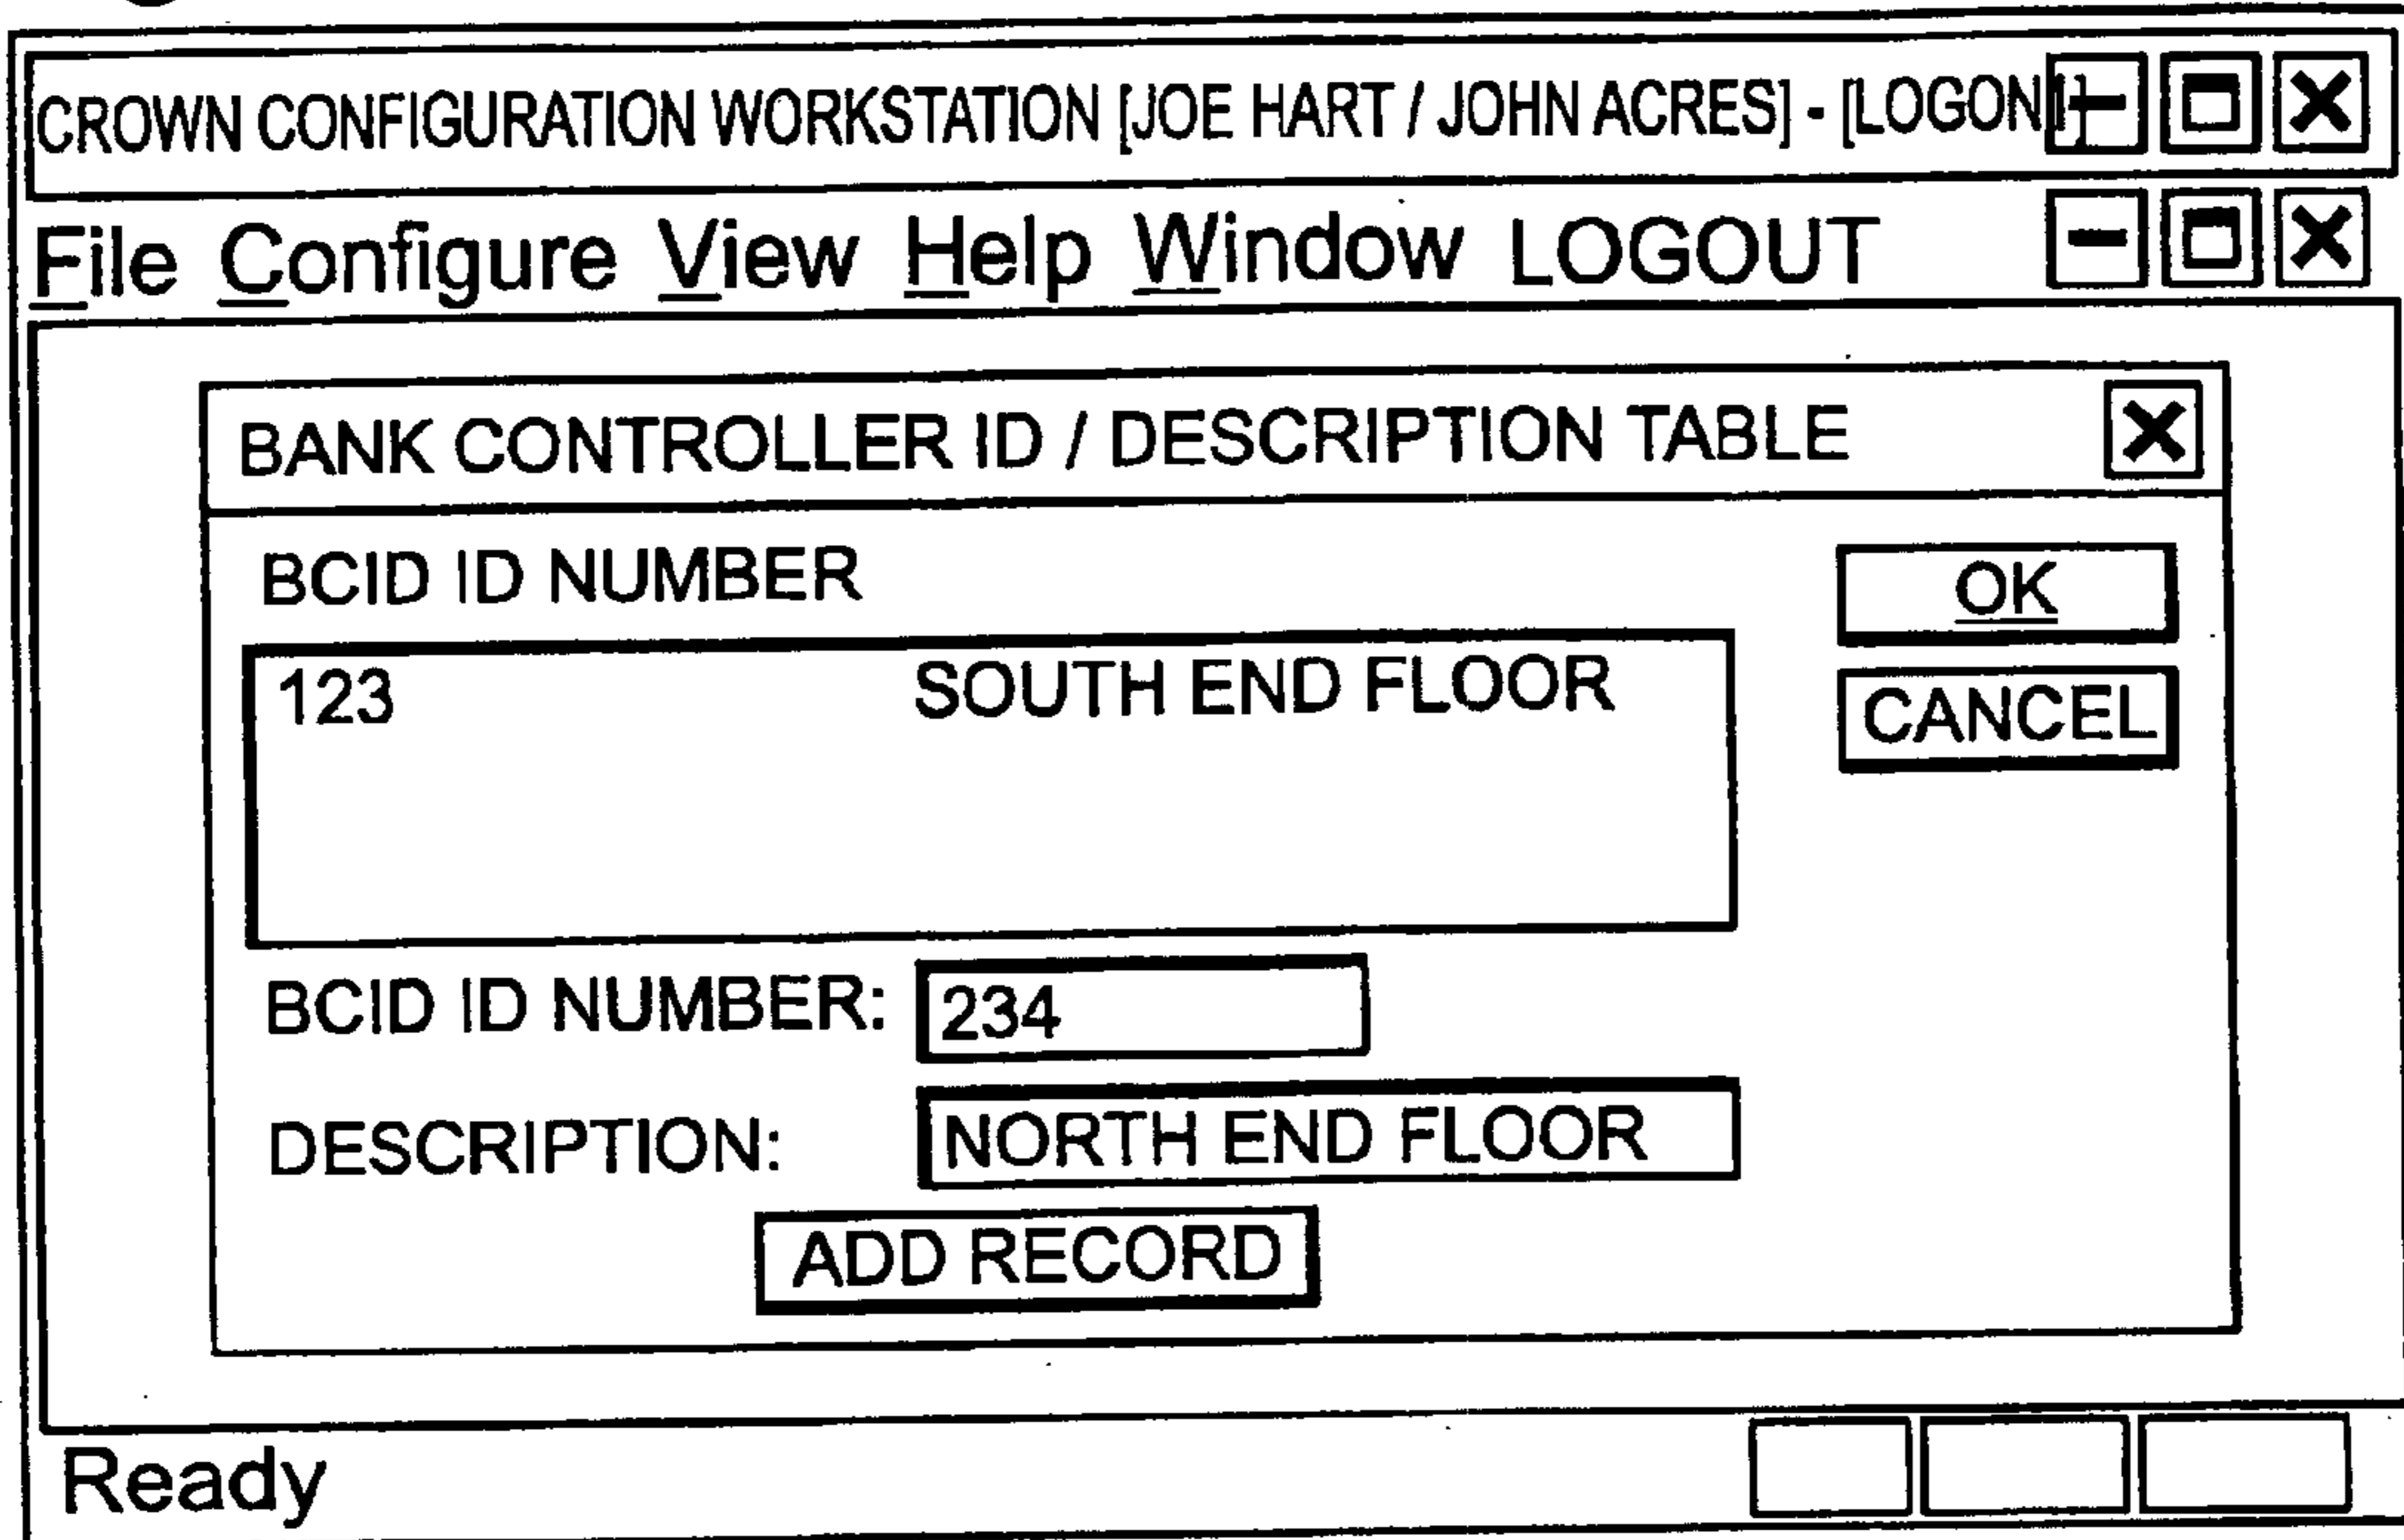 CROWN CONFIGURATION WORKSTATION [JOE HART / JOHN ACRES] - [LOGON]
File Configure View Help Window LOGOUT
BANK CONTROLLER ID / DESCRIPTION TABLE
BCID ID NUMBER
OK
123 SOUTH END FLOOR
CANCEL
BCID ID NUMBER: 234
DESCRIPTION: NORTH END FLOOR
ADD RECORD
Ready